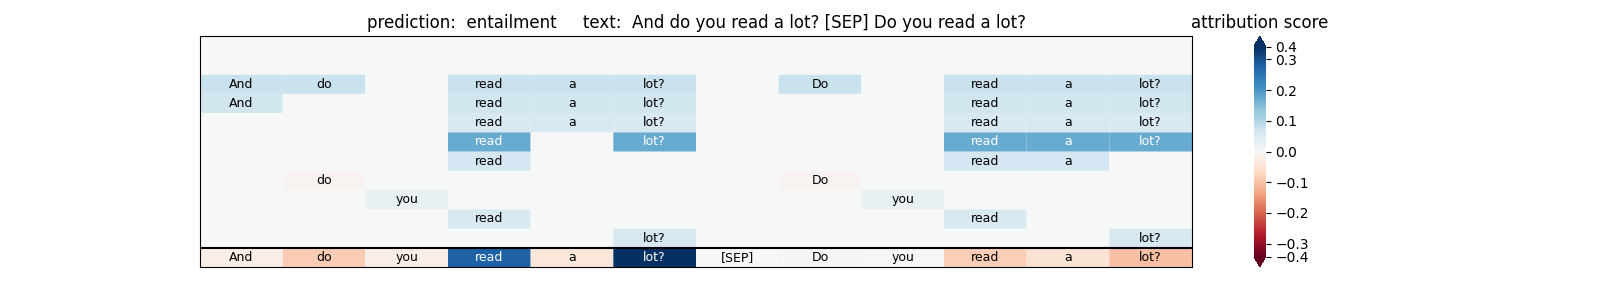 prediction: entailment text: And do you read a lot? [SEP] Do you read a lot? attribution score
And do read a lot? Do read a lot?
And read a lot? read a lot?
read a lot? read a lot?
read lot? read a lot?
read read a
do Do
you you
read read
lot? lot?
And do you read a lot? [SEP] Do you read a lot?
0.4
0.3
0.2
0.1
0.0
−0.1
−0.2
−0.3
−0.4